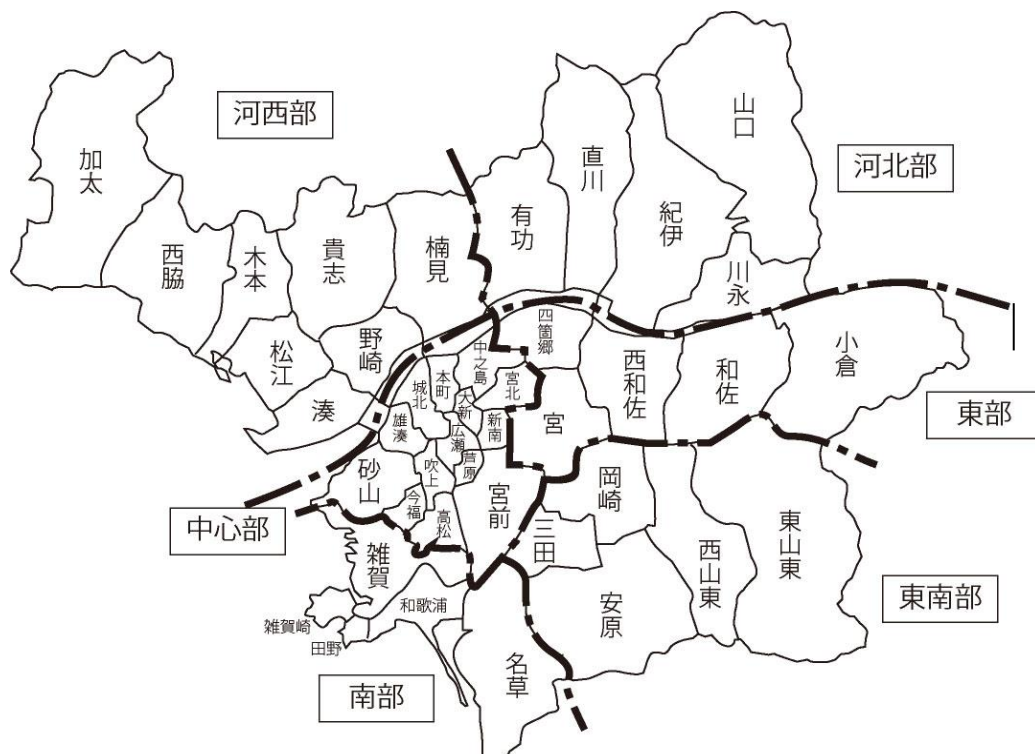 河西部
加太
西脇
木本
貴志
楠見
松江
野崎
湊
河北部
有功
直川
紀伊
山口
川永
東部
四箇郷
西和佐
和佐
小倉
宮
中心部
中之島
本町
城北
宮北
大新
新南
広瀬
雄湊
芦原
吹上
砂山
今福
高松
宮前
東南部
岡崎
三田
安原
西山東
東山東
南部
雑賀
和歌浦
雑賀崎
田野
名草